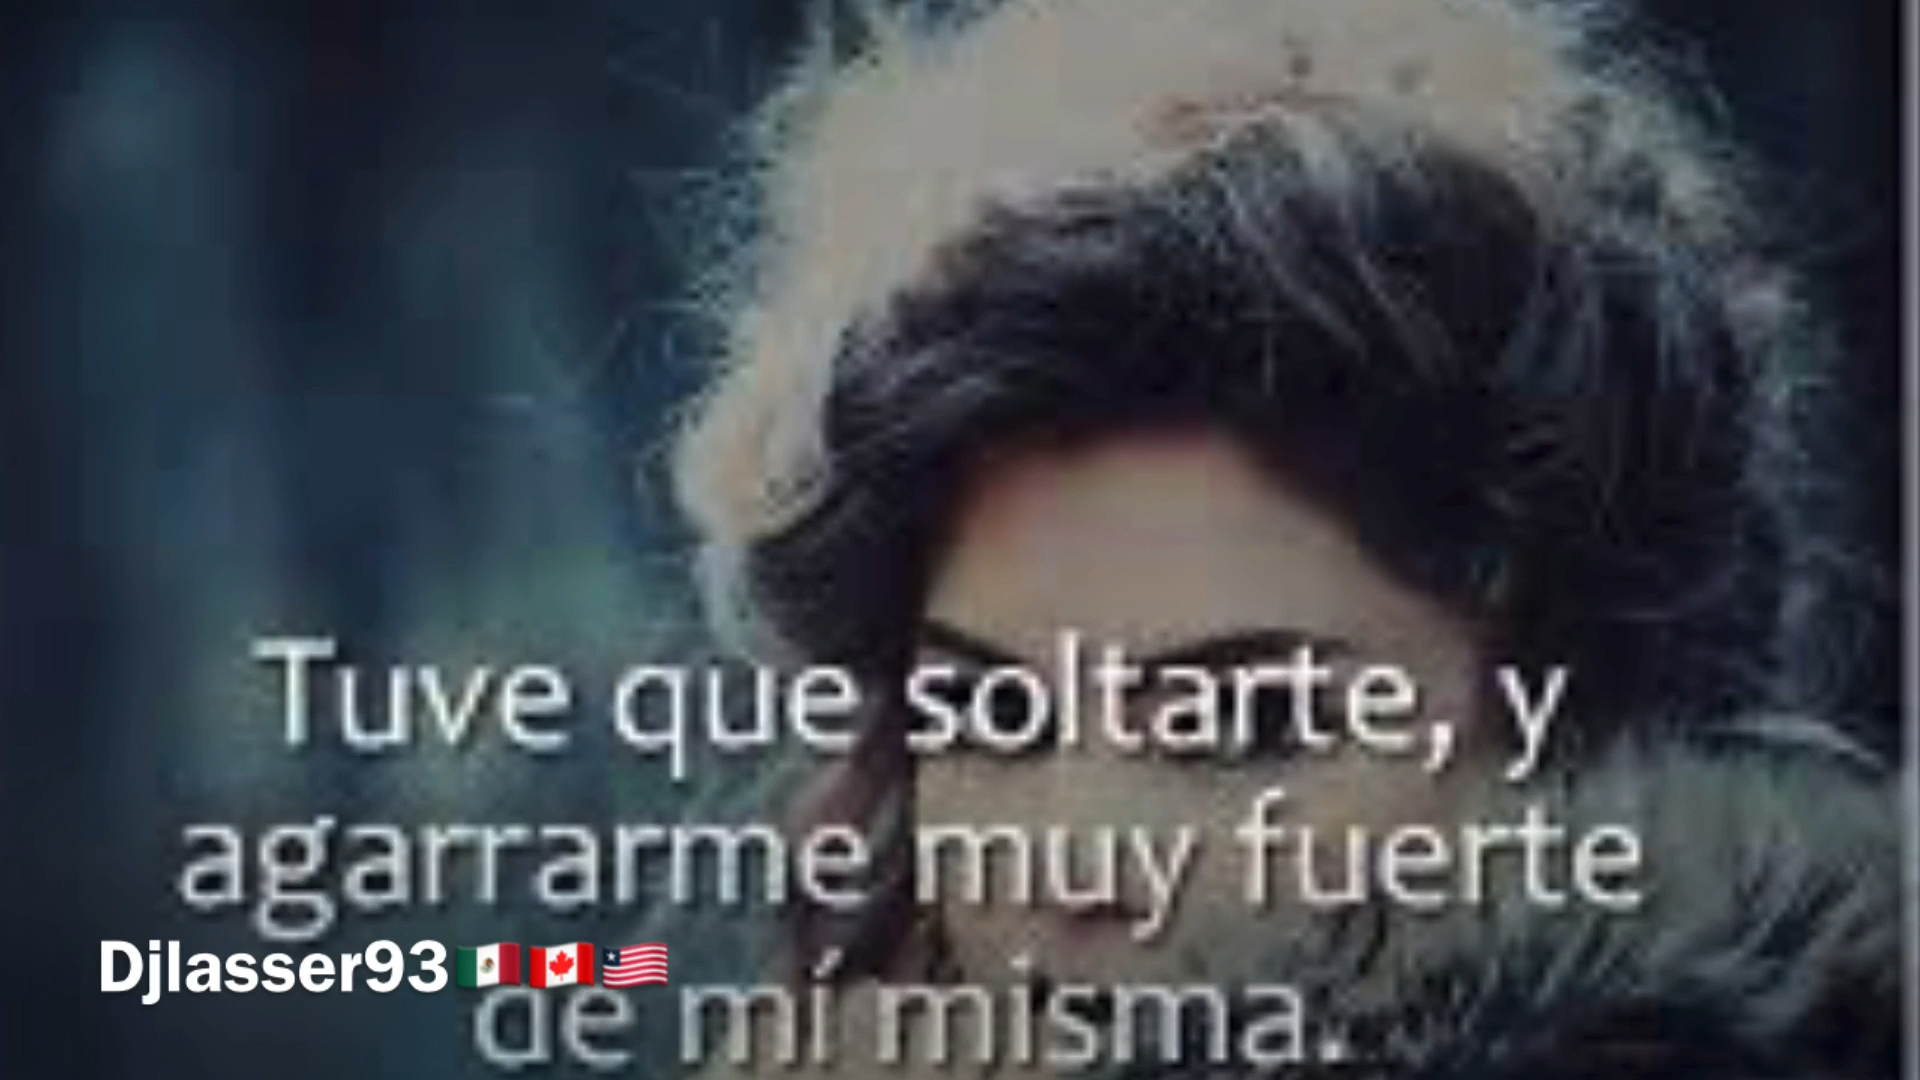 Tuve que soltarte, y
agarrarme muy fuerte
Djlasser93🇲🇽🇨🇦🇱🇷
de mí misma.